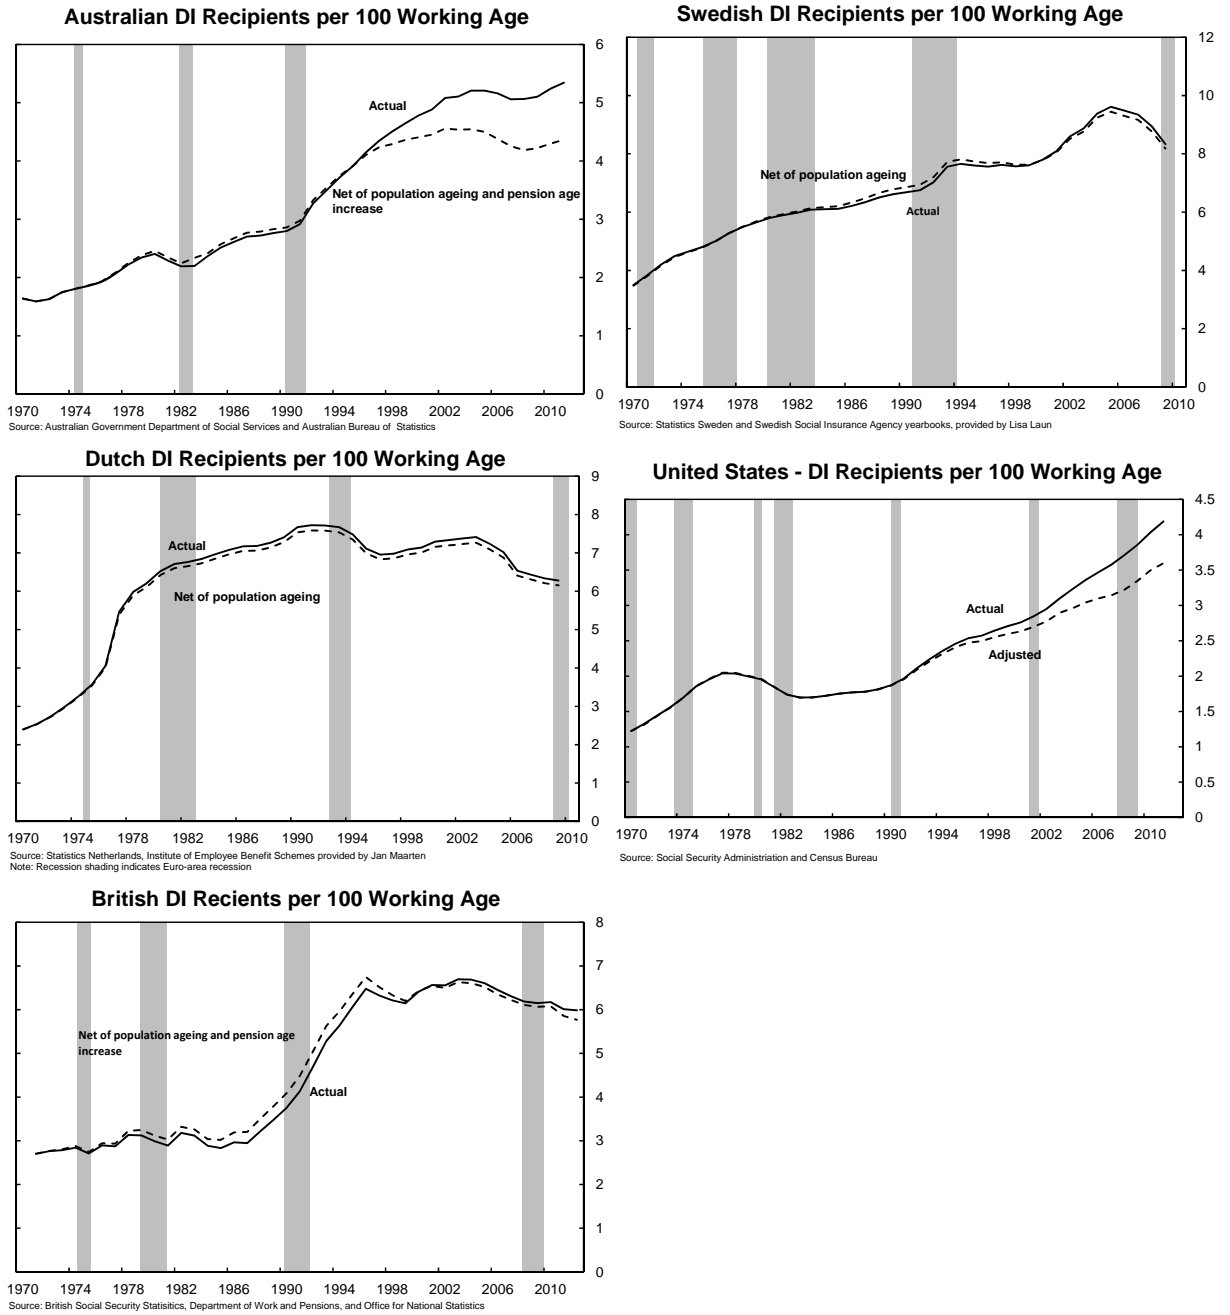 Australian DI Recipients per 100 Working Age
6
5
4
3
2
1
0
Actual
Net of population ageing and pension age
increase
1970 1974 1978 1982 1986 1990 1994 1998 2002 2006 2010
Source: Australian Government Department of Social Services and Australian Bureau of Statistics
Swedish DI Recipients per 100 Working Age
12
10
8
6
4
2
0
Net of population ageing
Actual
1970 1974 1978 1982 1986 1990 1994 1998 2002 2006 2010
Source: Statistics Sweden and Swedish Social Insurance Agency yearbooks, provided by Lisa Laun
Dutch DI Recipients per 100 Working Age
9
8
7
6
5
4
3
2
1
0
Actual
Net of population ageing
1970 1974 1978 1982 1986 1990 1994 1998 2002 2006 2010
Source: Statistics Netherlands, Institute of Employee Benefit Schemes provided by Jan Maarten
Note: Recession shading indicates Euro-area recession
United States - DI Recipients per 100 Working Age
4.5
4
3.5
3
2.5
2
1.5
1
0.5
0
Actual
Adjusted
1970 1974 1978 1982 1986 1990 1994 1998 2002 2006 2010
Source: Social Security Administriation and Census Bureau
British DI Recients per 100 Working Age
8
7
6
5
4
3
2
1
0
Net of population ageing and pension age
increase
Actual
1970 1974 1978 1982 1986 1990 1994 1998 2002 2006 2010
Source: British Social Security Statisitics, Department of Work and Pensions, and Office for National Statistics